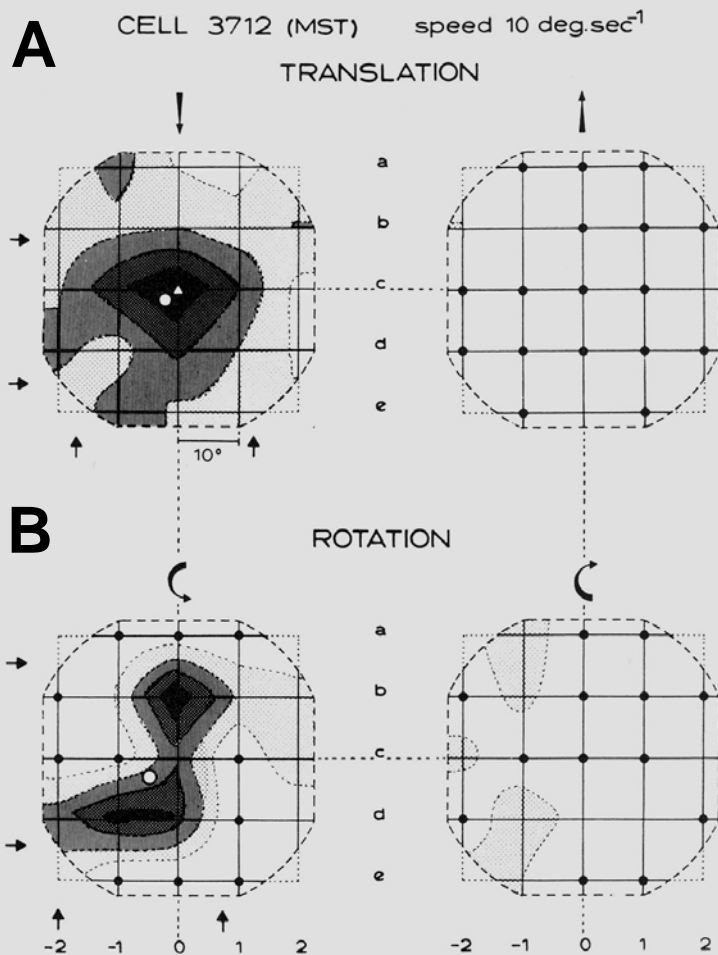 CELL 3712 (MST) speed 10 deg.sec-1
A
TRANSLATION
a
b
c
d
e
10°
B
ROTATION
a
b
c
d
e
-2 -1 0 1 2 -2 -1 0 1 2